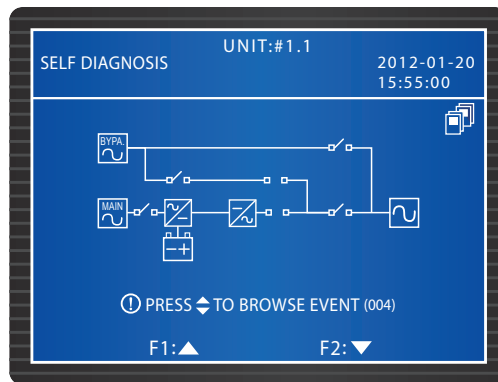 UNIT:#1.1
SELF DIAGNOSIS
2012-01-20
15:55:00
BYPA.
MAIN
PRESS TO BROWSE EVENT (004)
F1: F2: